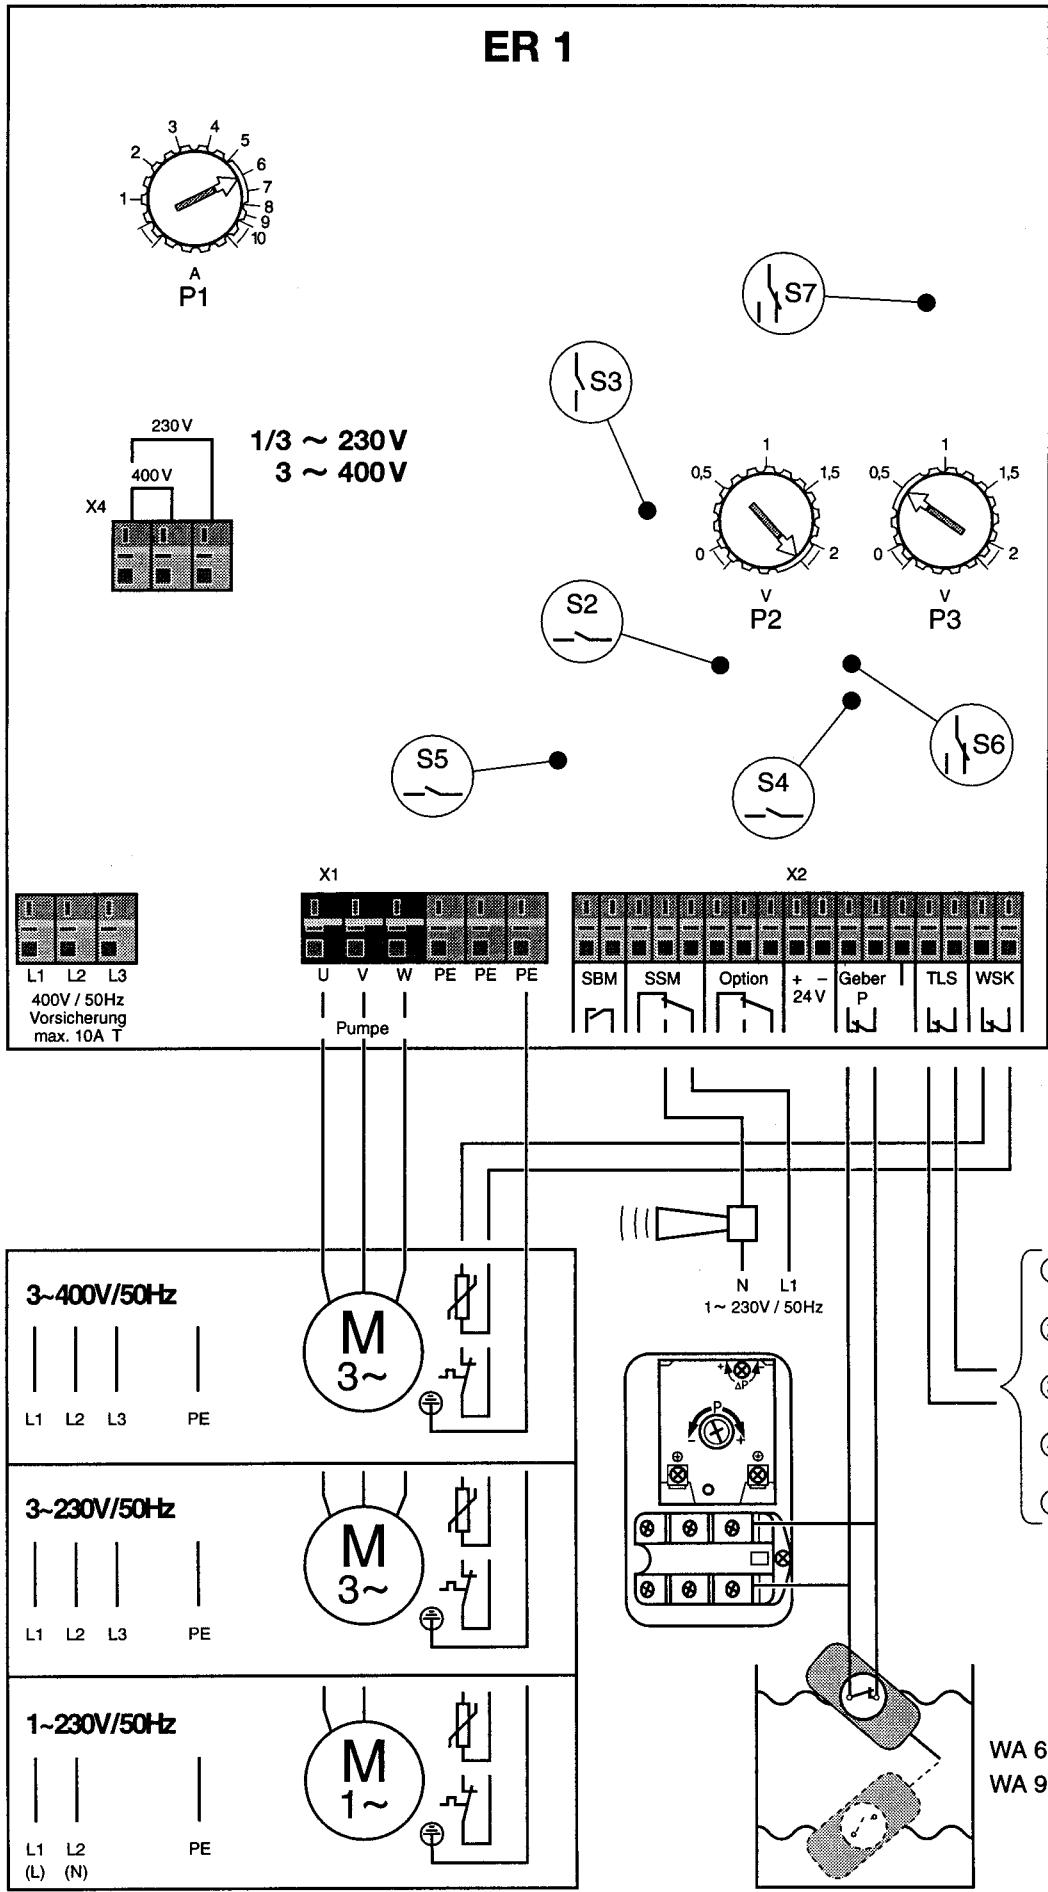 ER 1
3 4
2 5
6
1 7
8
9
10
A
P1
S7
S3
230 V
400 V
X4
1/3 ~ 230 V
3 ~ 400 V
1
0,5 1,5
0 2
V
P2
1
0,5 1,5
0 2
V
P3
S2
S6
S5
S4
X1
X2
L1 L2 L3
400V / 50Hz
Vorsicherung
max. 10A T
U V W PE PE PE
Pumpe
SBM SSM Option + – 24 V Geber P TLS WSK
N L1
1~ 230V / 50Hz
3~400V/50Hz
M
3~
L1 L2 L3 PE
+ –
ΔP
P
– +
3~230V/50Hz
M
3~
L1 L2 L3 PE
1~230V/50Hz
M
1~
L1 L2 PE
(L) (N)
WA 6
WA 9